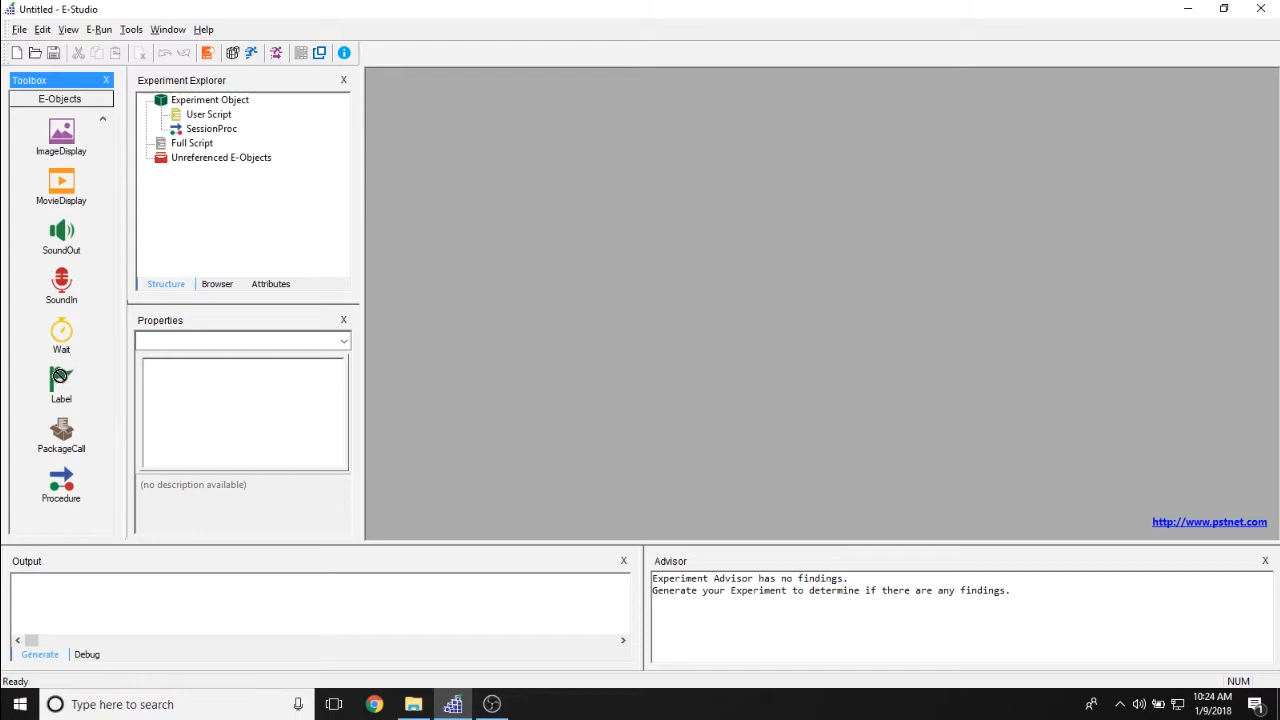 Untitled - E-Studio
File Edit View E-Run Tools Window Help
Toolbox X
E-Objects
ImageDisplay
MovieDisplay
SoundOut
SoundIn
Wait
Label
PackageCall
Procedure
Experiment Explorer X
Experiment Object
User Script
SessionProc
Full Script
Unreferenced E-Objects
Structure Browser Attributes
Properties X
(no description available)
http://www.pstnet.com
Output X
Generate Debug
Advisor X
Experiment Advisor has no findings.
Generate your Experiment to determine if there are any findings.
Ready NUM
Type here to search
10:24 AM
1/9/2018
1